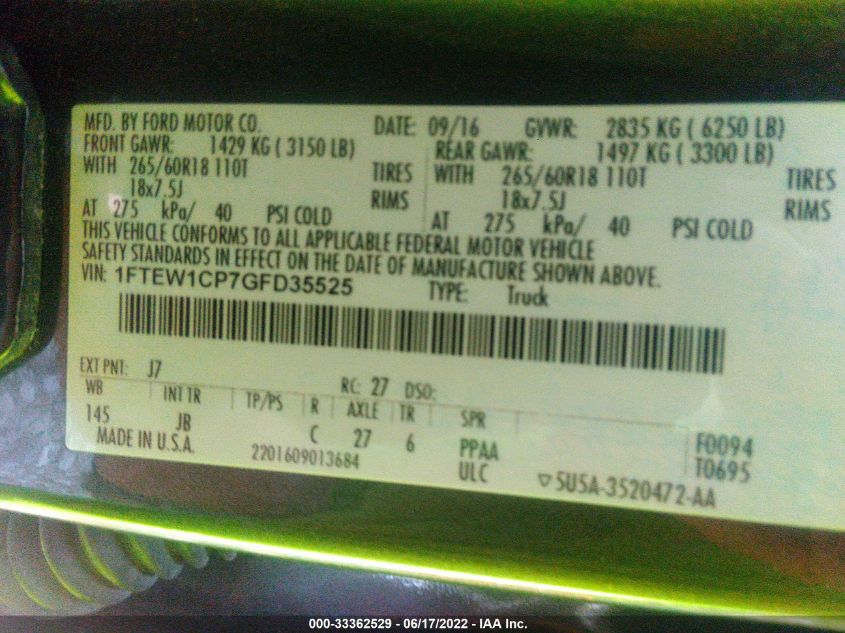 MFD. BY FORD MOTOR CO. DATE: 09/16 GVWR: 2835 KG ( 6250 LB)
FRONT GAWR: 1429 KG ( 3150 LB) REAR GAWR: 1497 KG ( 3300 LB)
WITH 265/60R18 110T TIRES WITH 265/60R18 110T TIRES
18x7.5J RIMS 18x7.5J RIMS
AT 275 kPa/ 40 PSI COLD AT 275 kPa/ 40 PSI COLD
THIS VEHICLE CONFORMS TO ALL APPLICABLE FEDERAL MOTOR VEHICLE
SAFETY STANDARDS IN EFFECT ON THE DATE OF MANUFACTURE SHOWN ABOVE.
VIN: 1FTEW1CP7GFD35525 TYPE: Truck
EXT PNT: J7 RC: 27 DSO:
WB INT TR TP/PS R AXLE TR SPR
145 JB C 27 6 PPAA F0094
MADE IN U.S.A. 2201609013684 ULC T0695
▽5U5A-3520472-AA
000-33362529 - 06/17/2022 - IAA Inc.